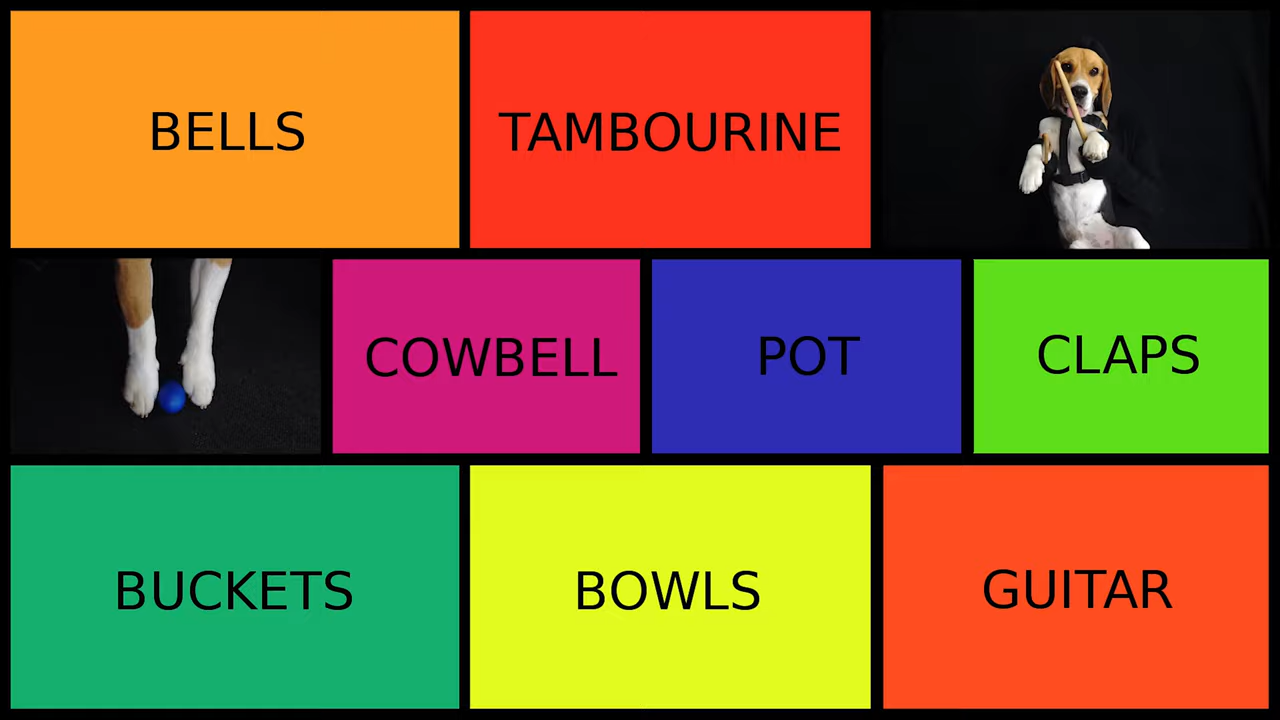 BELLS
TAMBOURINE
COWBELL
POT
CLAPS
BUCKETS
BOWLS
GUITAR